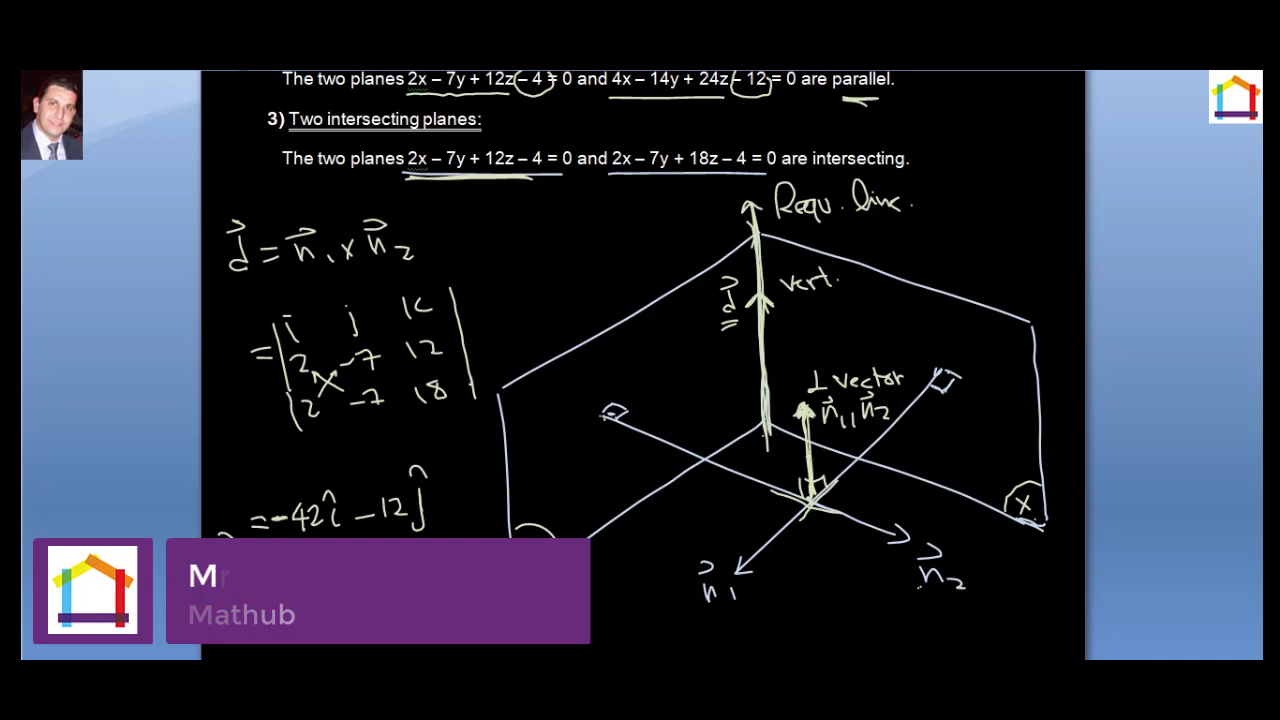 The two planes 2x – 7y + 12z – 4 = 0 and 4x – 14y + 24z – 12 = 0 are parallel.
3) Two intersecting planes:
The two planes 2x – 7y + 12z – 4 = 0 and 2x – 7y + 18z – 4 = 0 are intersecting.
Requ. line.
d = n1 x n2
d
vert.
= | i j k |
| 2 -7 12 |
| 2 -7 18 |
⊥ vector
n1, n2
= -42i - 12j
x
n1
n2
Mr
Mathub